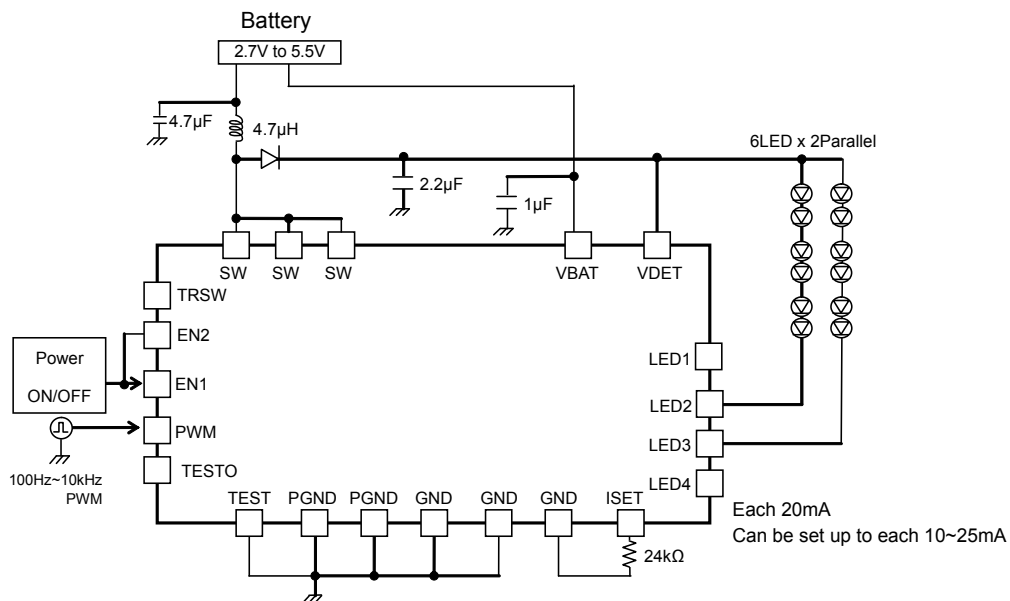 Battery
2.7V to 5.5V
4.7µF
4.7µH
6LED x 2Parallel
2.2µF
1µF
SW
SW
SW
VBAT
VDET
TRSW
EN2
Power
ON/OFF
EN1
PWM
100Hz~10kHz
PWM
TESTO
LED1
LED2
LED3
LED4
TEST
PGND
PGND
GND
GND
GND
ISET
24kΩ
Each 20mA
Can be set up to each 10~25mA